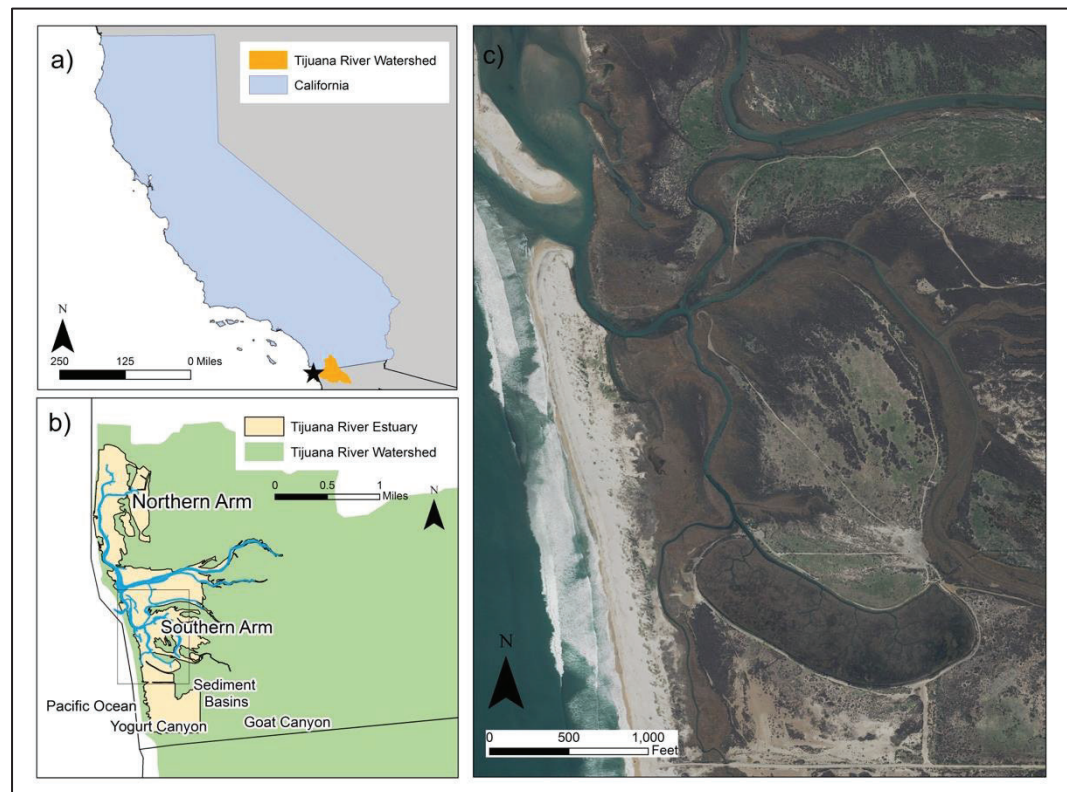 a)
Tijuana River Watershed
California
N
250 125 0 Miles
b)
Tijuana River Estuary
Tijuana River Watershed
0 0.5 1
Miles
N
Northern Arm
Southern Arm
Sediment
Basins
Pacific Ocean
Yogurt Canyon
Goat Canyon
c)
N
0 500 1,000
Feet